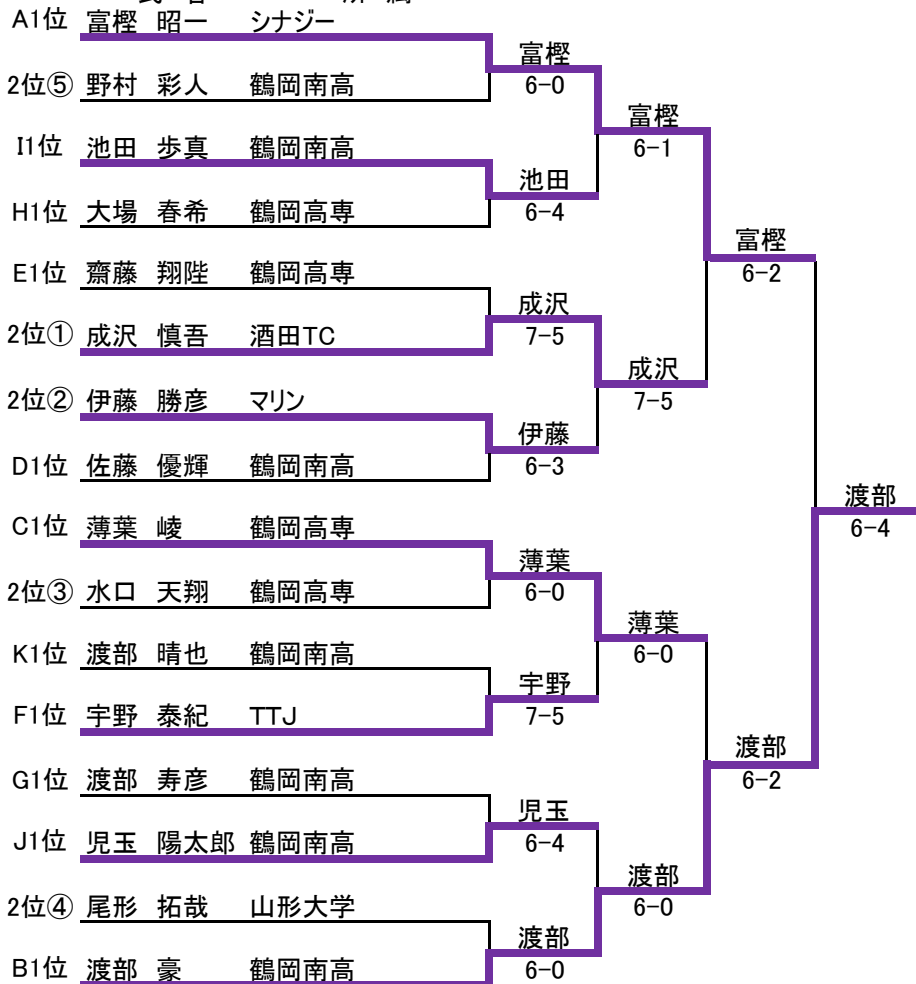 A1位 富樫 昭一 シナジー
富樫
2位⑤ 野村 彩人 鶴岡南高
6-0
富樫
I1位 池田 歩真 鶴岡南高
6-1
池田
H1位 大場 春希 鶴岡高専
6-4
富樫
E1位 齋藤 翔陛 鶴岡高専
6-2
成沢
2位① 成沢 慎吾 酒田TC
7-5
成沢
2位② 伊藤 勝彦 マリン
7-5
伊藤
D1位 佐藤 優輝 鶴岡南高
6-3
渡部
C1位 薄葉 崚 鶴岡高専
6-4
薄葉
2位③ 水口 天翔 鶴岡高専
6-0
薄葉
K1位 渡部 晴也 鶴岡南高
6-0
宇野
F1位 宇野 泰紀 TTJ
7-5
渡部
G1位 渡部 寿彦 鶴岡南高
6-2
児玉
J1位 児玉 陽太郎 鶴岡南高
6-4
渡部
2位④ 尾形 拓哉 山形大学
6-0
渡部
B1位 渡部 豪 鶴岡南高
6-0